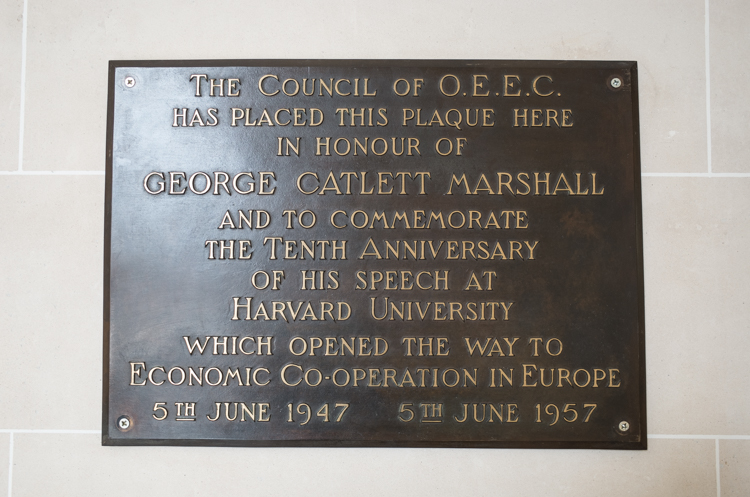 The Council of O.E.E.C.
has placed this plaque here
in honour of
GEORGE CATLETT MARSHALL
and to commemorate
the Tenth Anniversary
of his speech at
Harvard University
which opened the way to
Economic Co-operation in Europe
5TH June 1947 5TH June 1957